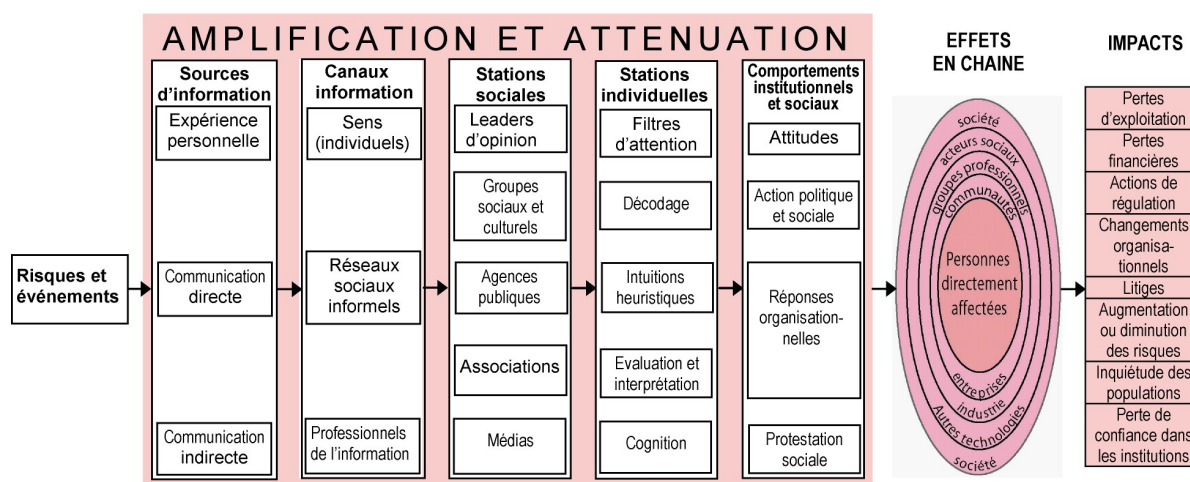 AMPLIFICATION ET ATTENUATION
Risques et
événements
Sources
d'information
Expérience
personnelle
Communication
directe
Communication
indirecte
Canaux
information
Sens
(individuels)
Réseaux
sociaux
informels
Professionnels
de l'information
Stations
sociales
Leaders
d'opinion
Groupes
sociaux et
culturels
Agences
publiques
Associations
Médias
Stations
individuelles
Filtres
d'attention
Décodage
Intuitions
heuristiques
Evaluation et
interprétation
Cognition
Comportements
institutionnels
et sociaux
Attitudes
Action politique
et sociale
Réponses
organisation-
nelles
Protestation
sociale
EFFETS
EN CHAINE
société
acteurs sociaux
groupes professionnels
communautés
Personnes
directement
affectées
entreprises
industrie
Autres technologies
société
IMPACTS
Pertes
d'exploitation
Pertes
financières
Actions de
régulation
Changements
organisa-
tionnels
Litiges
Augmentation
ou diminution
des risques
Inquiétude des
populations
Perte de
confiance dans
les institutions